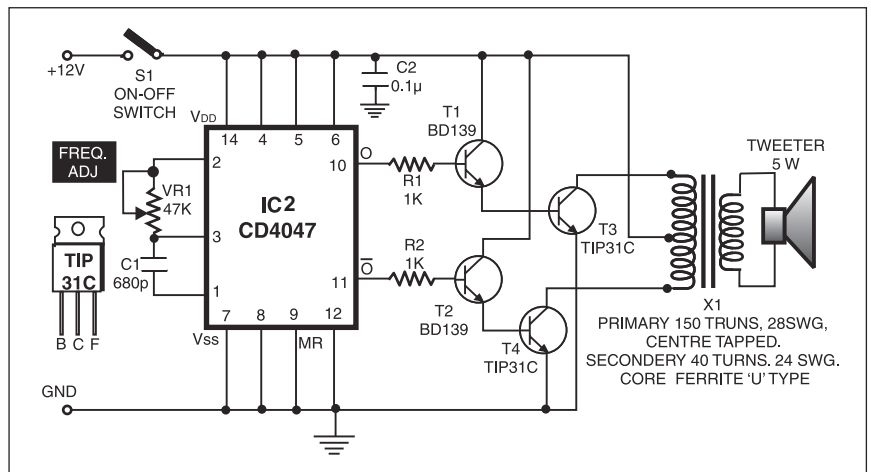 +12V
S1
ON-OFF
SWITCH
C2
0.1µ
T1
BD139
VDD
14 4 5 6
FREQ.
ADJ
2
10
O
R1
1K
TWEETER
5 W
VR1
47K
IC2
CD4047
T3
TIP31C
3
TIP
31C
C1
680p
R2
1K
11
O̅
1
T2
BD139
X1
7 8 9 12
B C F
Vss
MR
T4
TIP31C
PRIMARY 150 TRUNS, 28SWG,
CENTRE TAPPED.
SECONDERY 40 TURNS. 24 SWG.
CORE FERRITE ‘U’ TYPE
GND